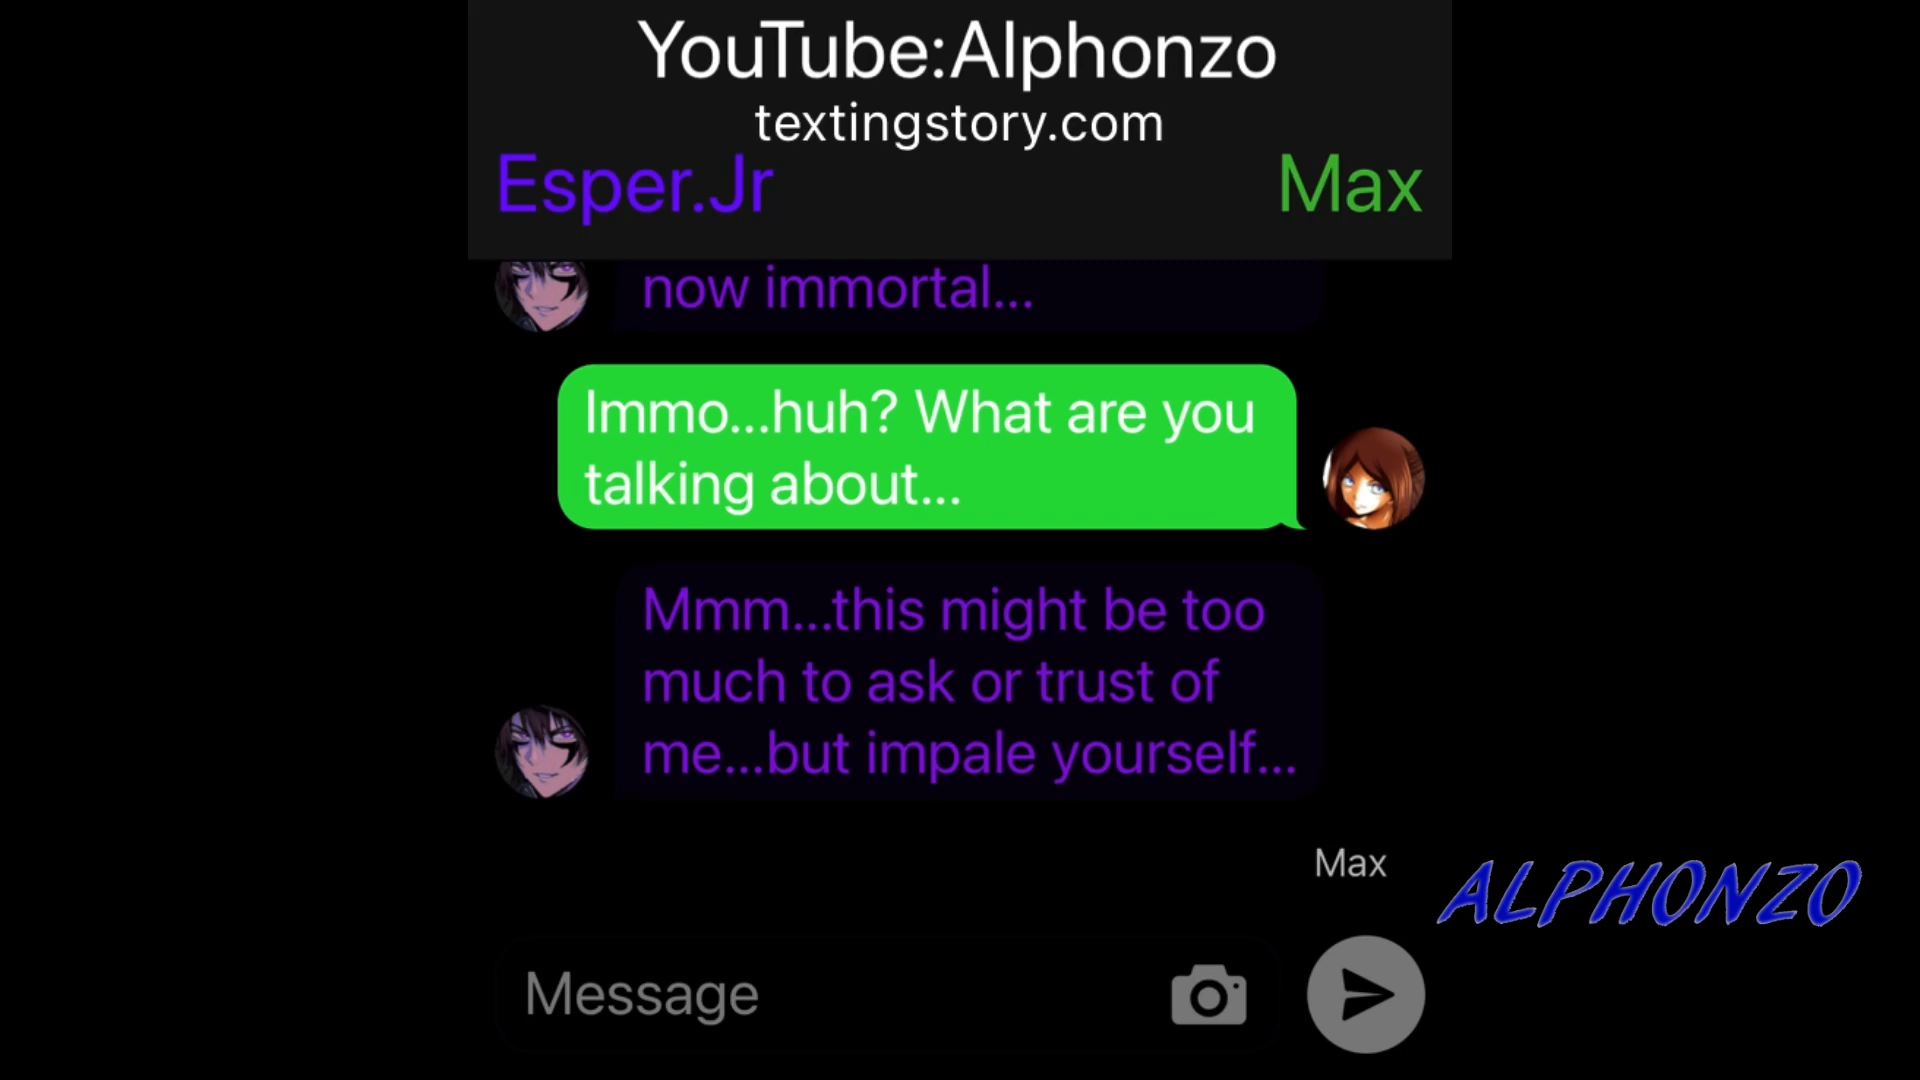 YouTube:Alphonzo
textingstory.com
Esper.Jr
Max
now immortal...
Immo...huh? What are you
talking about...
Mmm...this might be too
much to ask or trust of
me...but impale yourself...
Max
ALPHONZO
Message